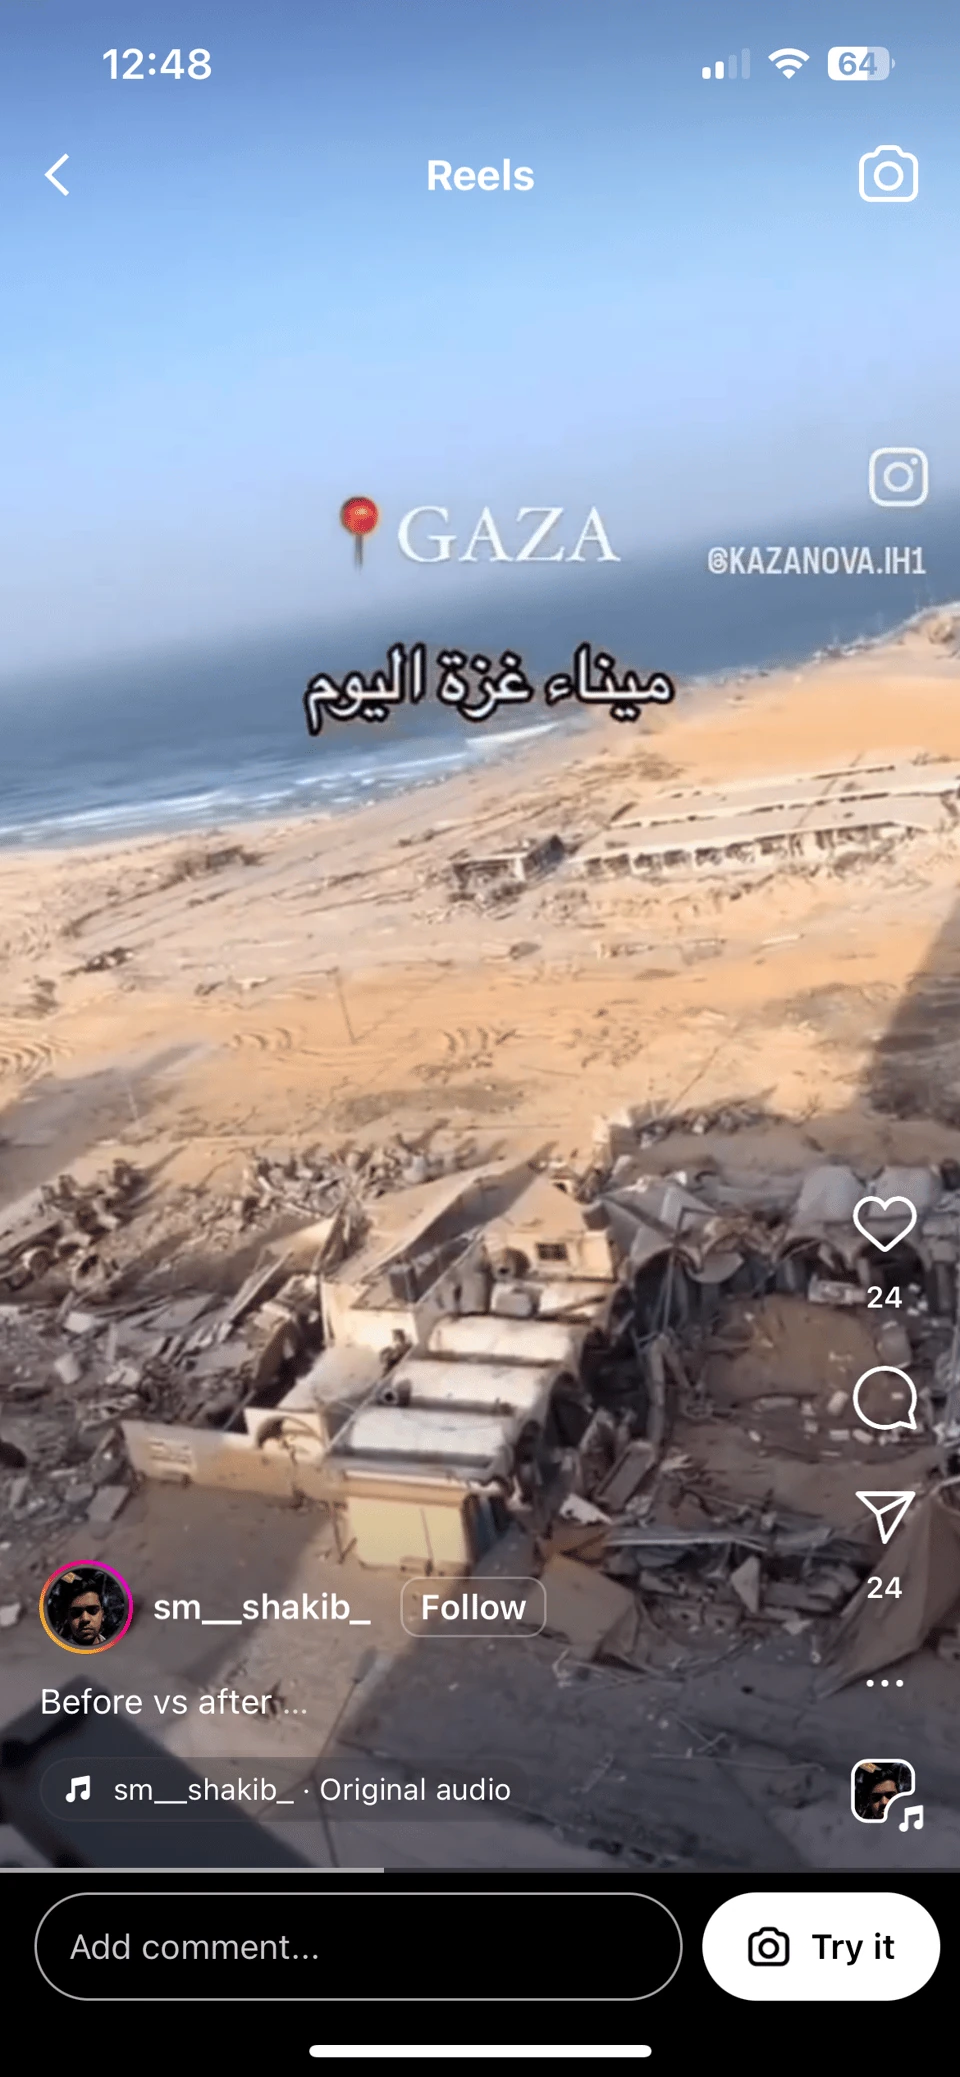 12:48
64
Reels
GAZA
@KAZANOVA.IH1
ميناء غزة اليوم
24
24
sm__shakib_
Follow
Before vs after ...
sm__shakib_ · Original audio
Add comment...
Try it